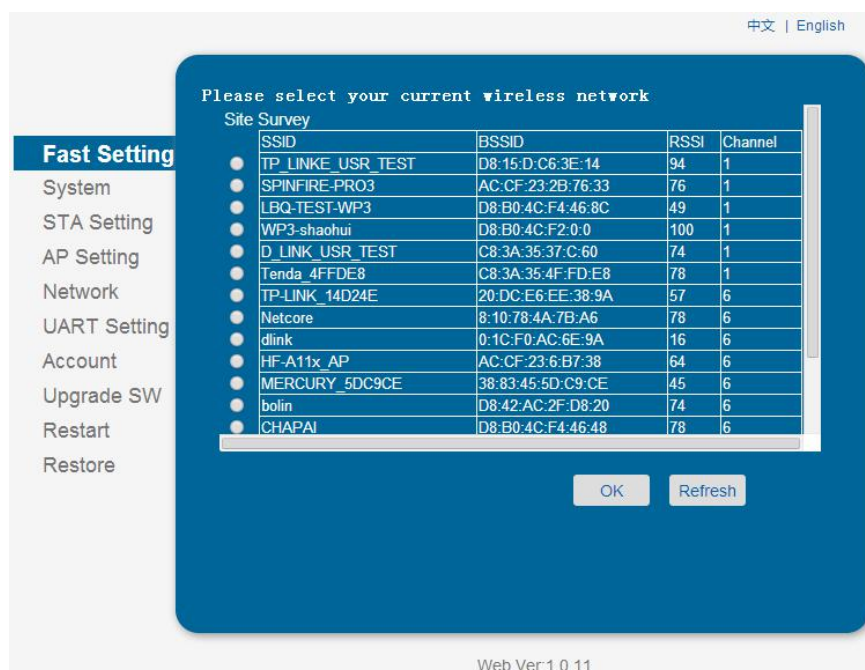 中文 | English
Please select your current wireless network
Site Survey
SSID BSSID RSSI Channel
TP_LINKE_USR_TEST D8:15:D:C6:3E:14 94 1
SPINFIRE-PRO3 AC:CF:23:2B:76:33 76 1
LBQ-TEST-WP3 D8:B0:4C:F4:46:8C 49 1
WP3-shaohui D8:B0:4C:F2:0:0 100 1
D_LINK_USR_TEST C8:3A:35:37:C:60 74 1
Tenda_4FFDE8 C8:3A:35:4F:FD:E8 78 1
TP-LINK_14D24E 20:DC:E6:EE:38:9A 57 6
Netcore 8:10:78:4A:7B:A6 78 6
dlink 0:1C:F0:AC:6E:9A 16 6
HF-A11x_AP AC:CF:23:6:B7:38 64 6
MERCURY_5DC9CE 38:83:45:5D:C9:CE 45 6
bolin D8:42:AC:2F:D8:20 74 6
CHAPAI D8:B0:4C:F4:46:48 78 6
OK Refresh
Fast Setting
System
STA Setting
AP Setting
Network
UART Setting
Account
Upgrade SW
Restart
Restore
Web Ver:1.0.11